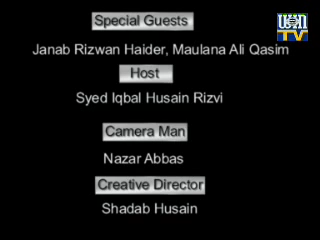 Special Guests
Janab Rizwan Haider, Maulana Ali Qasim
Host
Syed Iqbal Husain Rizvi
Camera Man
Nazar Abbas
Creative Director
Shadab Husain
TV